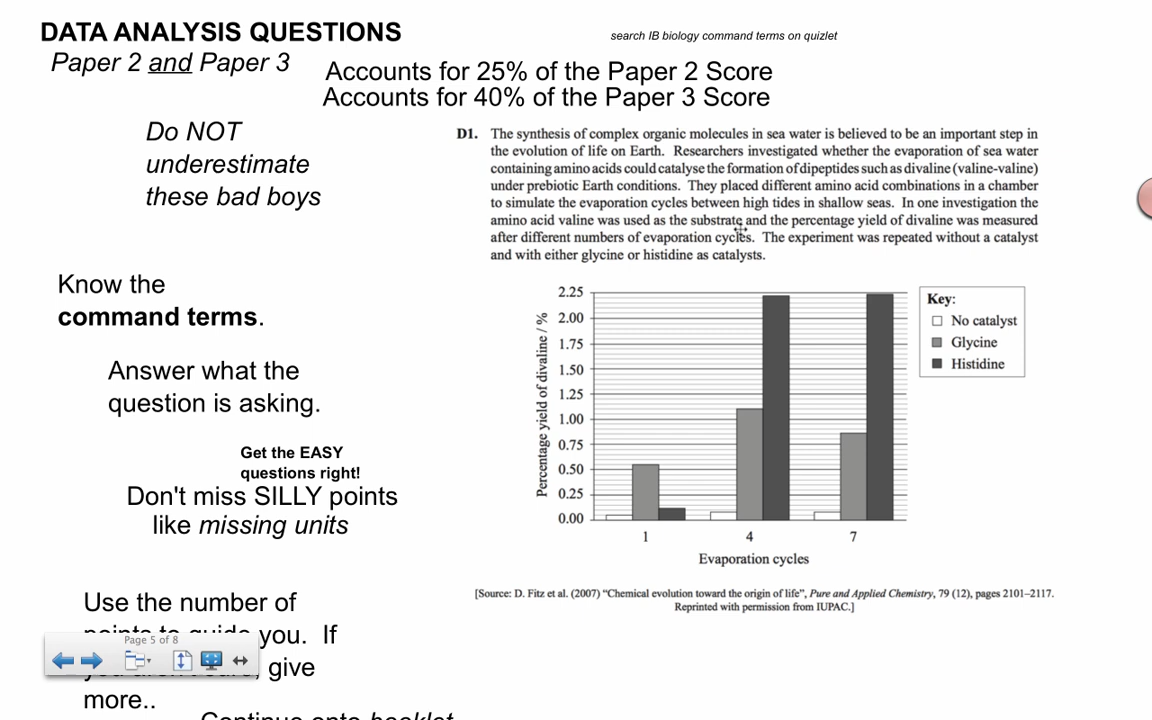 DATA ANALYSIS QUESTIONS
search IB biology command terms on quizlet
Paper 2 and Paper 3
Accounts for 25% of the Paper 2 Score
Accounts for 40% of the Paper 3 Score
Do NOT
underestimate
these bad boys
Know the
command terms.
Answer what the
question is asking.
Get the EASY
questions right!
Don't miss SILLY points
like missing units
Use the number of
you. If
give
more..
Page 5 of 8
D1. The synthesis of complex organic molecules in sea water is believed to be an important step in
the evolution of life on Earth. Researchers investigated whether the evaporation of sea water
containing amino acids could catalyse the formation of dipeptides such as divaline (valine-valine)
under prebiotic Earth conditions. They placed different amino acid combinations in a chamber
to simulate the evaporation cycles between high tides in shallow seas. In one investigation the
amino acid valine was used as the substrate and the percentage yield of divaline was measured
after different numbers of evaporation cycles. The experiment was repeated without a catalyst
and with either glycine or histidine as catalysts.
Percentage yield of divaline / %
2.25
2.00
1.75
1.50
1.25
1.00
0.75
0.50
0.25
0.00
1 4 7
Evaporation cycles
Key:
No catalyst
Glycine
Histidine
[Source: D. Fitz et al. (2007) “Chemical evolution toward the origin of life”, Pure and Applied Chemistry, 79 (12), pages 2101–2117.
Reprinted with permission from IUPAC.]
Continue onto booklet